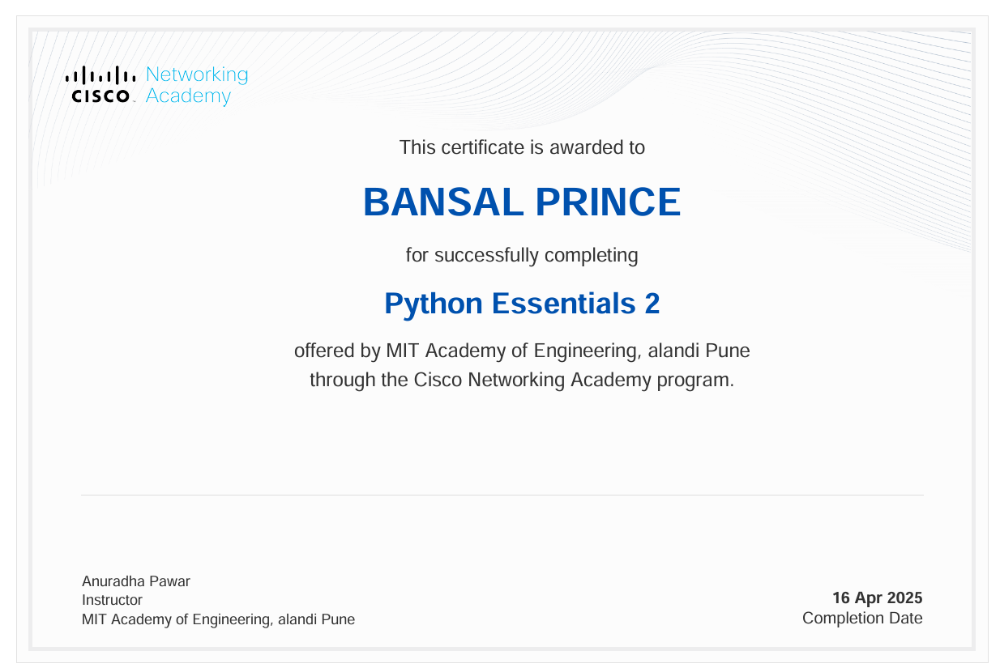 CISCO
Networking
Academy
This certificate is awarded to
BANSAL PRINCE
for successfully completing
Python Essentials 2
offered by MIT Academy of Engineering, alandi Pune
through the Cisco Networking Academy program.
Anuradha Pawar
Instructor
MIT Academy of Engineering, alandi Pune
16 Apr 2025
Completion Date